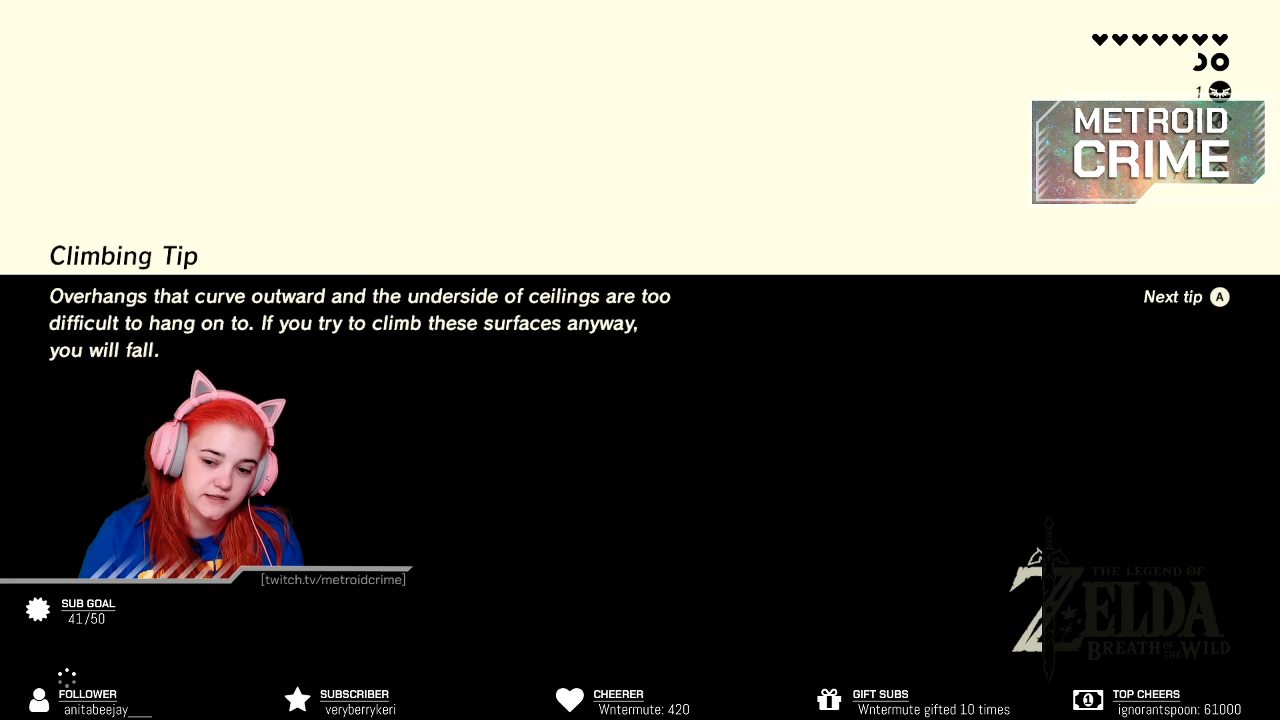 1
METROID
CRIME
Climbing Tip
Overhangs that curve outward and the underside of ceilings are too
difficult to hang on to. If you try to climb these surfaces anyway,
you will fall.
Next tip A
[twitch.tv/metroidcrime]
SUB GOAL
41/50
THE LEGEND OF
ZELDA
BREATH OF THE WILD
FOLLOWER
anitabeejay___
SUBSCRIBER
veryberrykeri
CHEERER
Wntermute: 420
GIFT SUBS
Wntermute gifted 10 times
TOP CHEERS
ignorantspoon: 61000